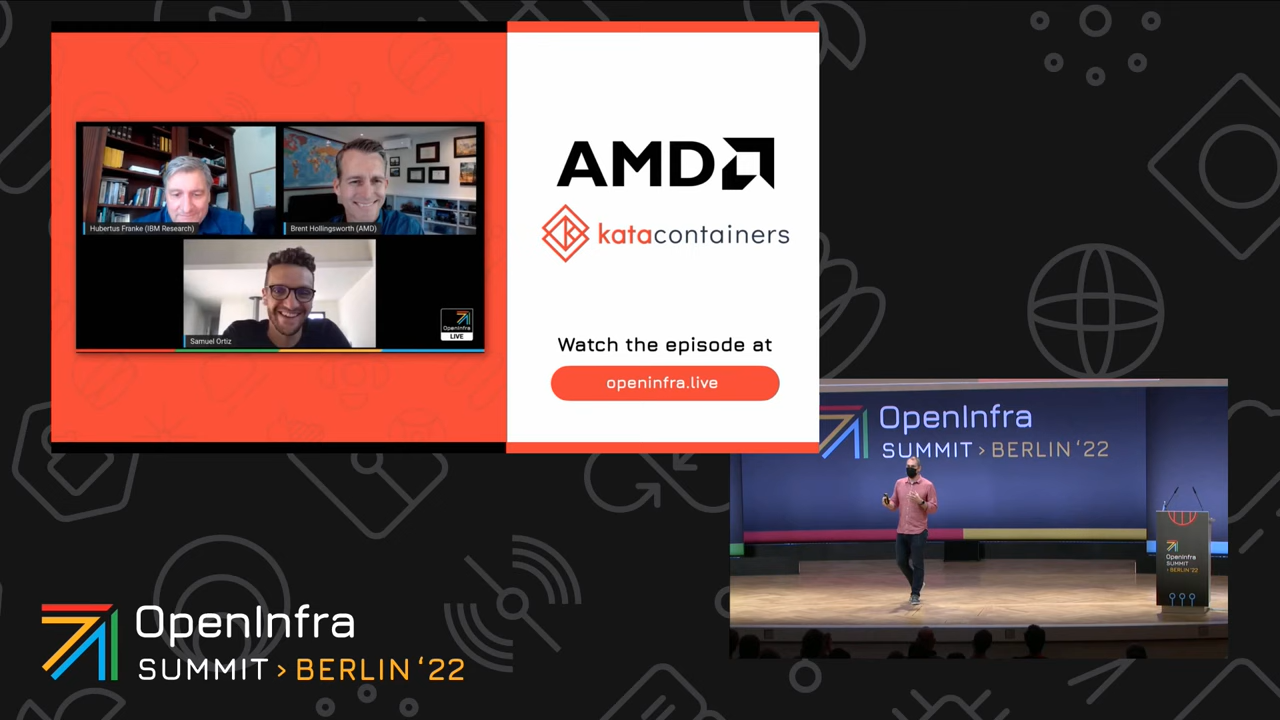 Hubertus Franke (IBM Research)
Brent Hollingsworth (AMD)
Samuel Ortiz
OpenInfra
LIVE
AMD
katacontainers
Watch the episode at
openinfra.live
OpenInfra
SUMMIT > BERLIN '22
OpenInfra
SUMMIT
> BERLIN '22
OpenInfra
SUMMIT > BERLIN '22